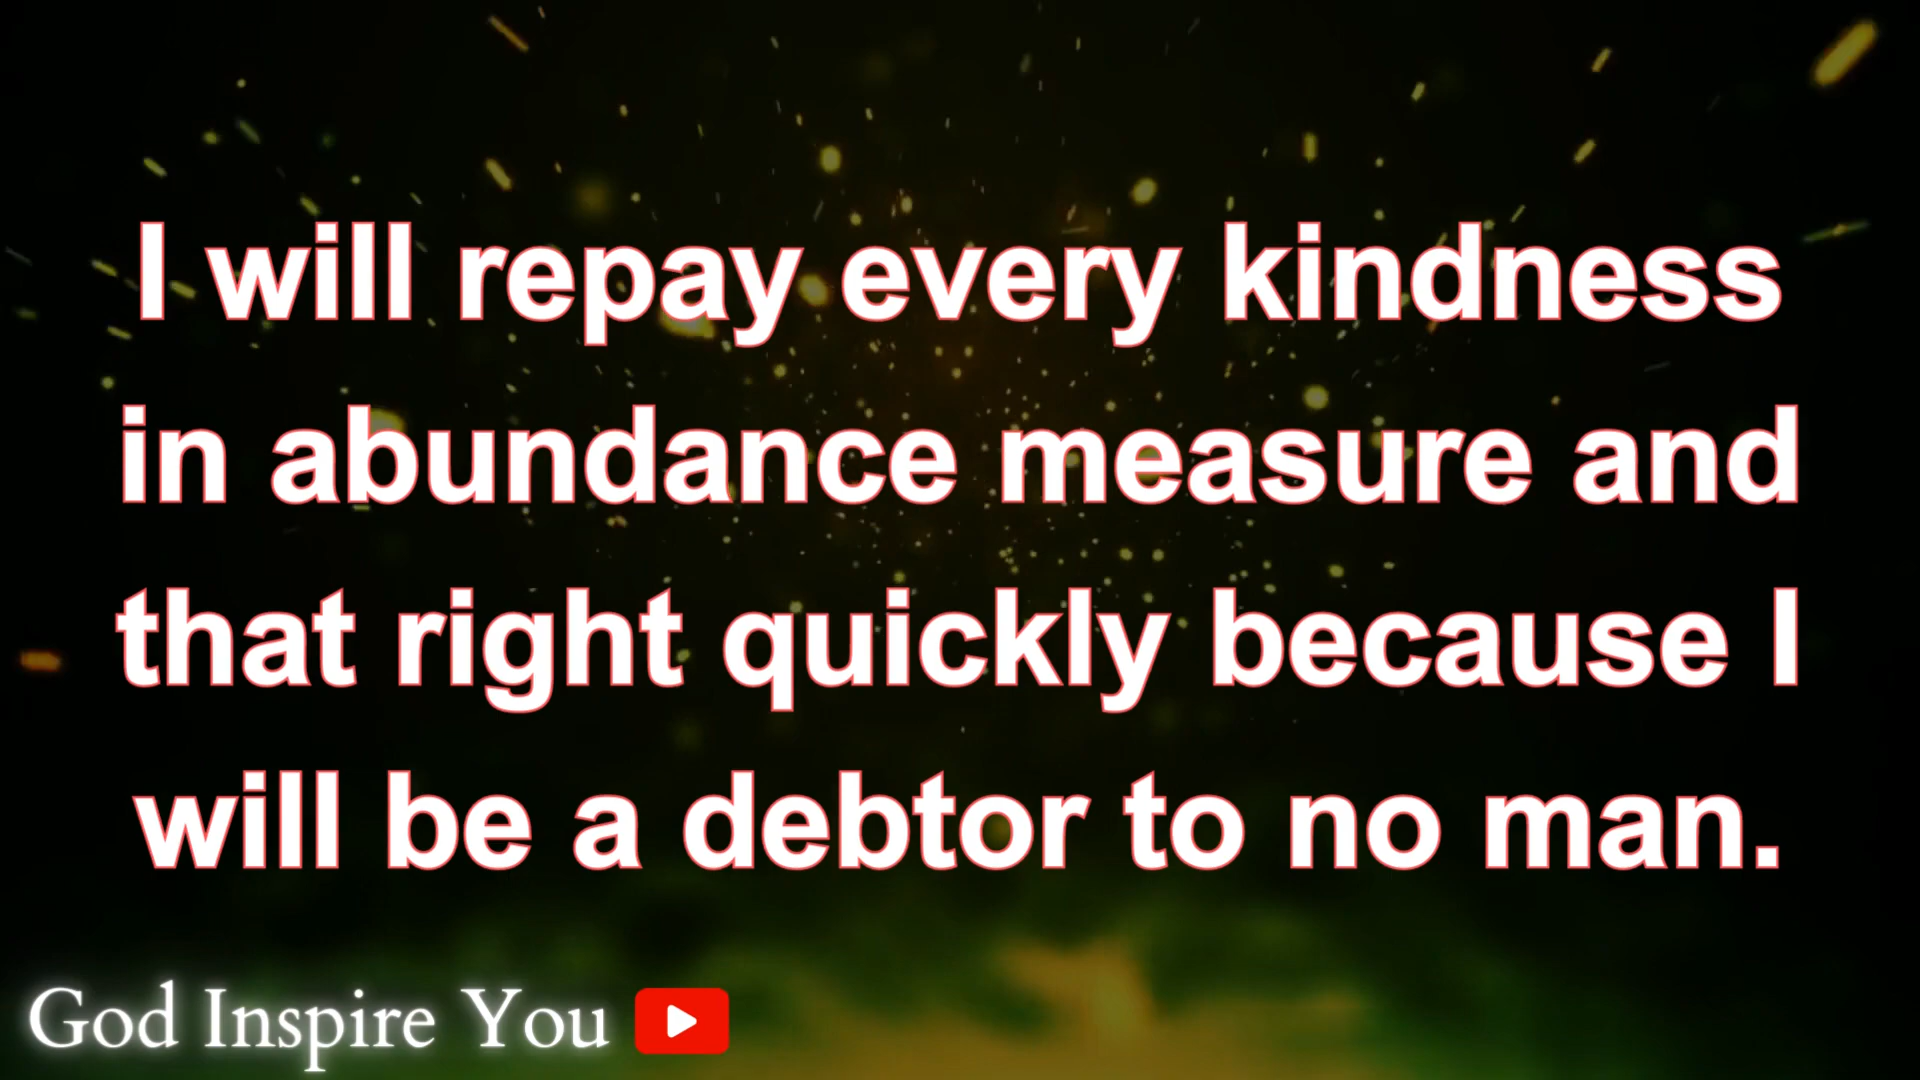 I will repay every kindness
in abundance measure and
that right quickly because I
will be a debtor to no man.
God Inspire You